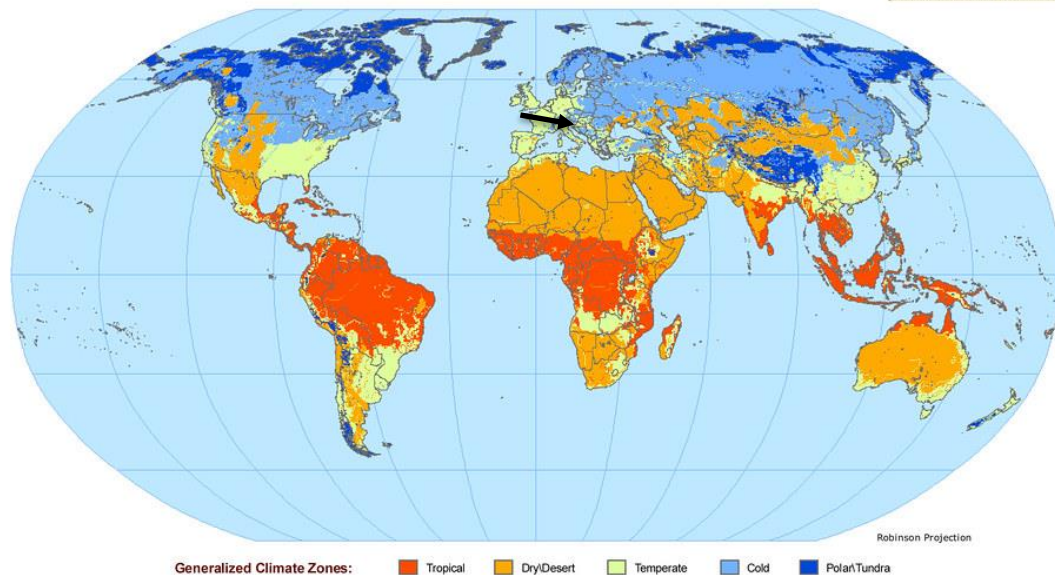 Robinson Projection
Generalized Climate Zones: Tropical Dry\Desert Temperate Cold Polar\Tundra